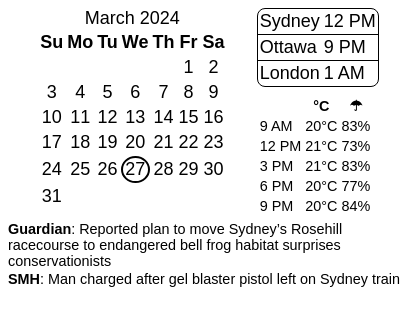 March 2024
Su Mo Tu We Th Fr Sa
1 2
3 4 5 6 7 8 9
10 11 12 13 14 15 16
17 18 19 20 21 22 23
24 25 26 27 28 29 30
31
Sydney 12 PM
Ottawa 9 PM
London 1 AM
°C ☂
9 AM 20°C 83%
12 PM 21°C 73%
3 PM 21°C 83%
6 PM 20°C 77%
9 PM 20°C 84%
Guardian: Reported plan to move Sydney’s Rosehill
racecourse to endangered bell frog habitat surprises
conservationists
SMH: Man charged after gel blaster pistol left on Sydney train